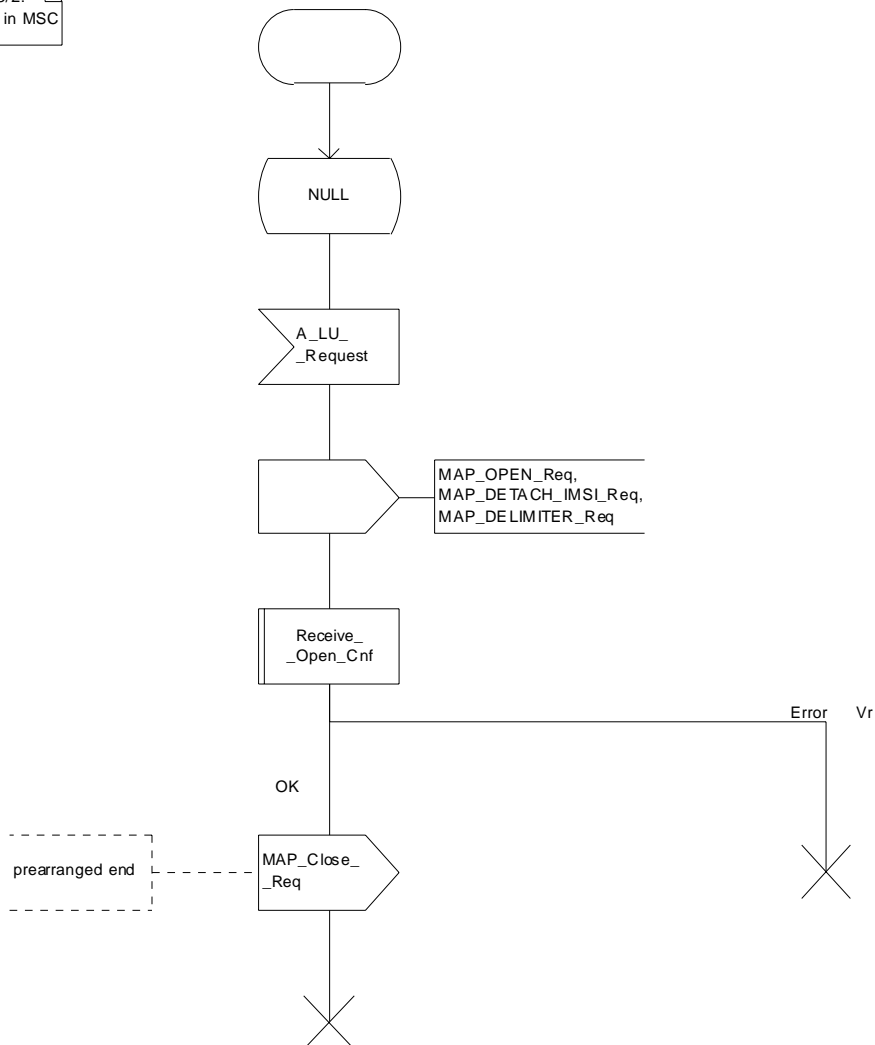 in MSC
NULL
A_LU_
_Request
MAP_OPEN_Req,
MAP_DETACH_IMSI_Req,
MAP_DELIMITER_Req
Receive_
_Open_Cnf
Error Vr
OK
prearranged end
MAP_Close_
_Req